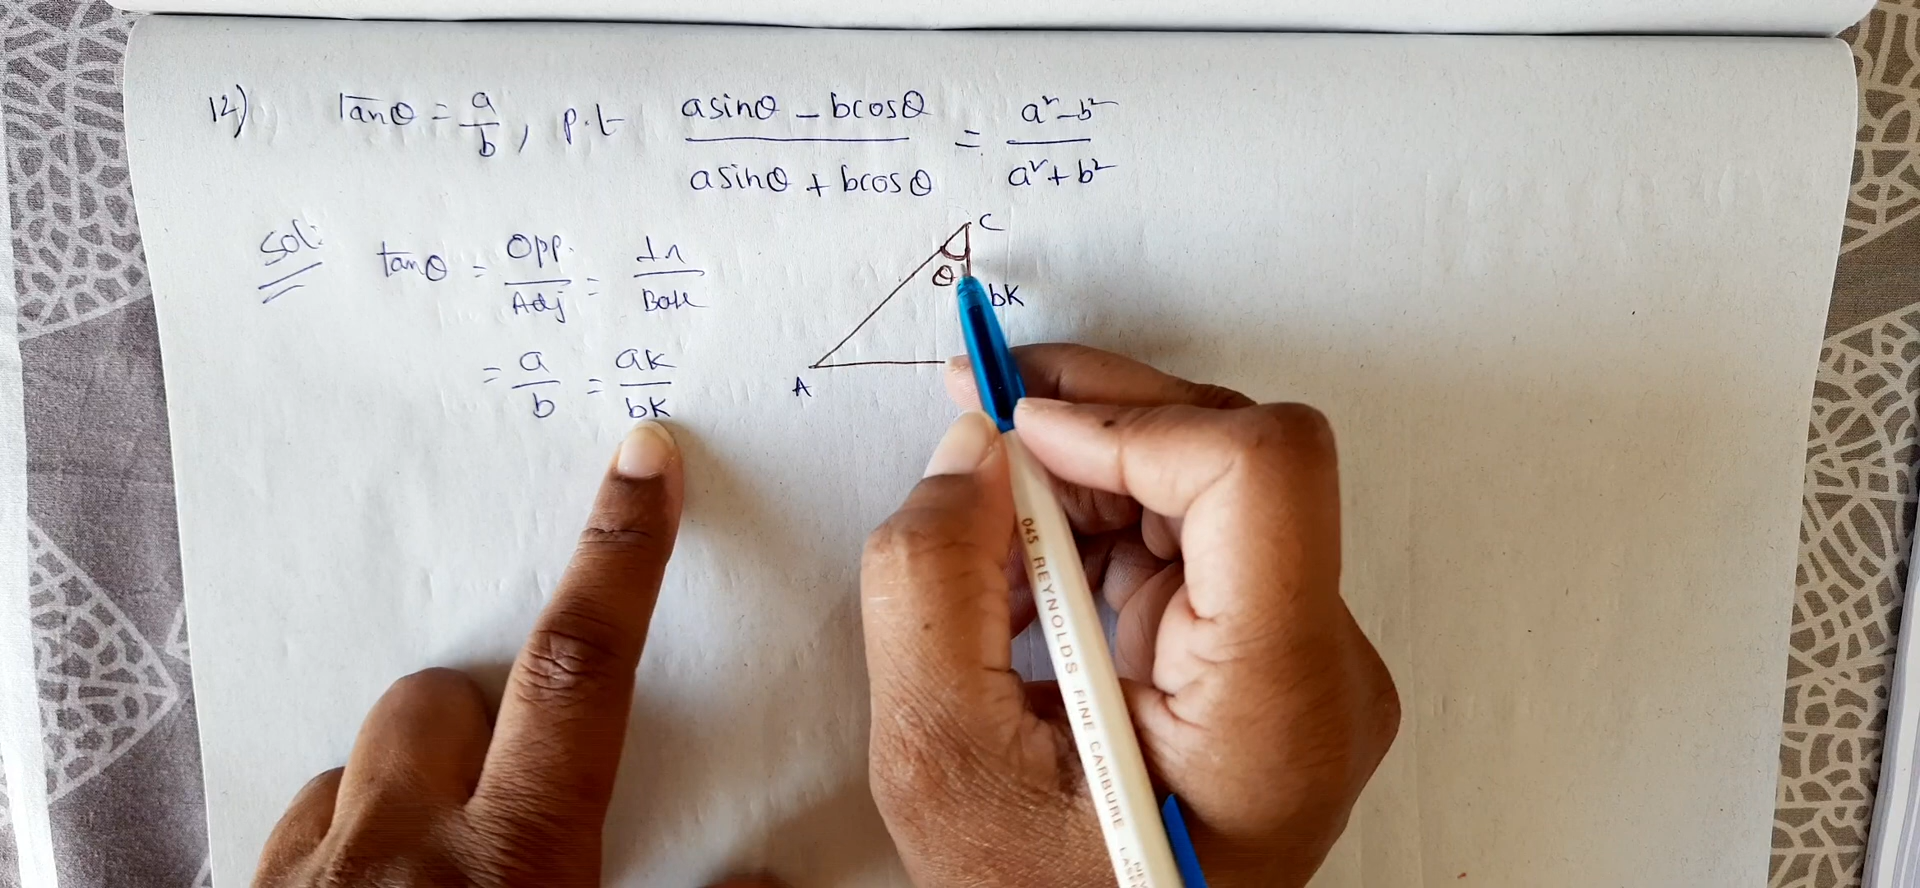 12) Tanθ = a/b, p.t (asinθ - bcosθ)/(asinθ + bcosθ) = (a² - b²)/(a² + b²)
Sol: tanθ = Opp./Adj =
= a/b = ak/bk
C
θ
bK
A
045 REYNOLDS FINE CARBURE